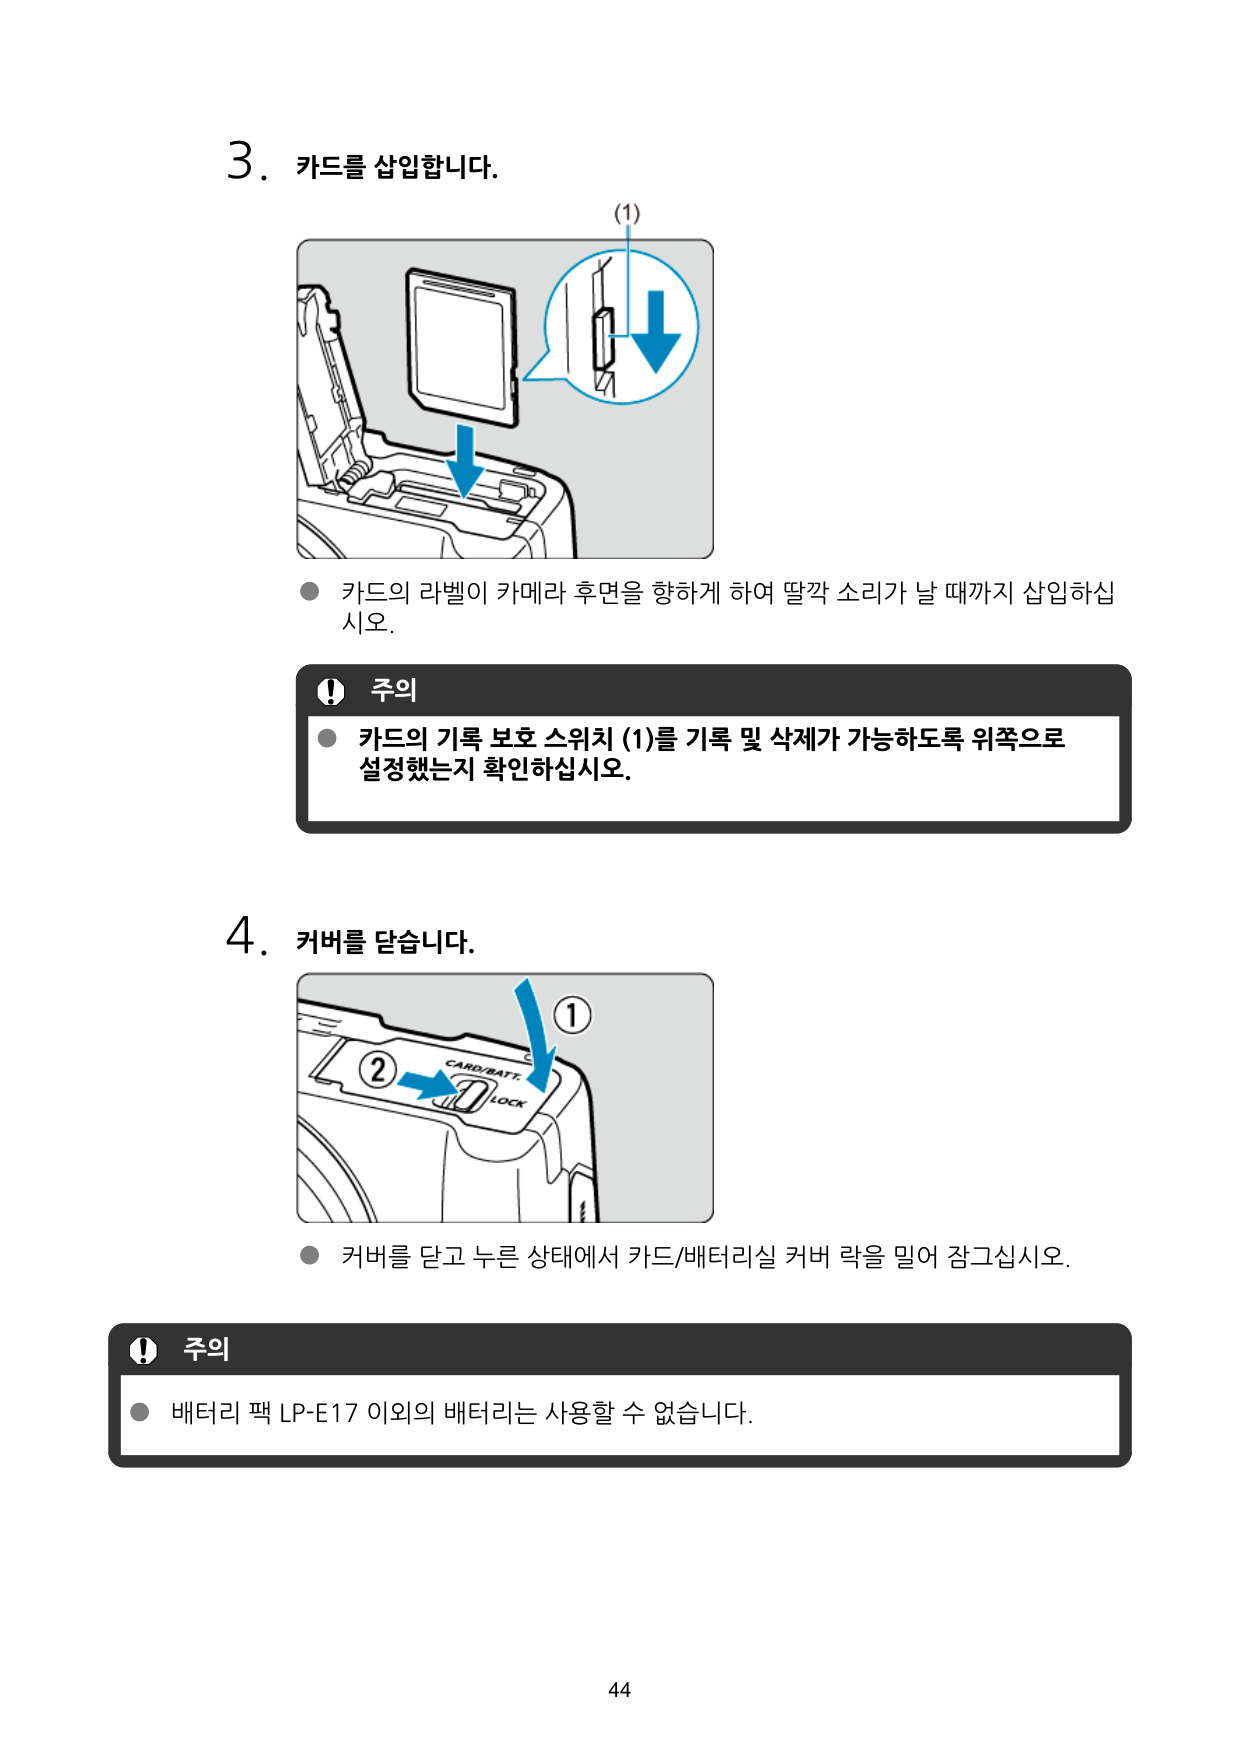 3. 카드를 삽입합니다.
(1)
● 카드의 라벨이 카메라 후면을 향하게 하여 딸깍 소리가 날 때까지 삽입하십
시오.
주의
● 카드의 기록 보호 스위치 (1)를 기록 및 삭제가 가능하도록 위쪽으로
설정했는지 확인하십시오.
4. 커버를 닫습니다.
①
②
CARD/BATT.
LOCK
● 커버를 닫고 누른 상태에서 카드/배터리실 커버 락을 밀어 잠그십시오.
주의
● 배터리 팩 LP-E17 이외의 배터리는 사용할 수 없습니다.
44